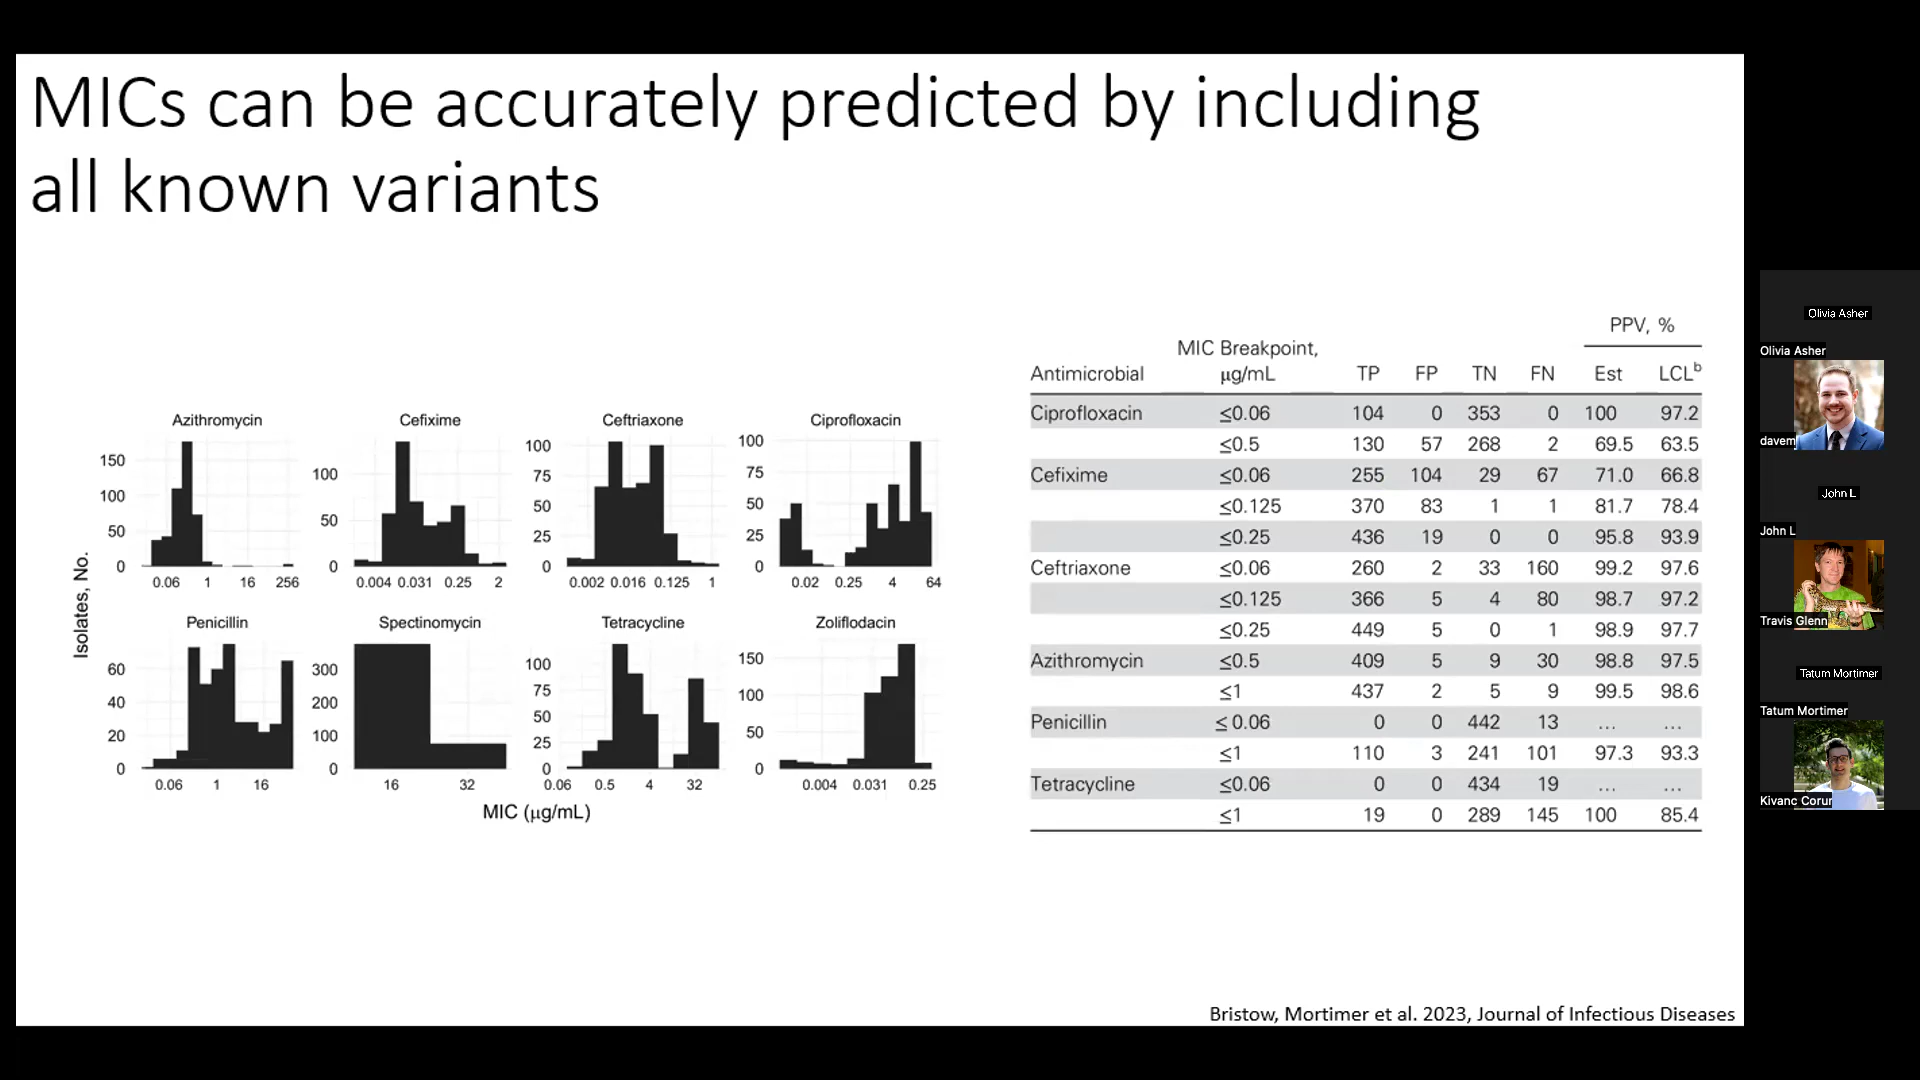 MICs can be accurately predicted by including
all known variants
Isolates, No.
Azithromycin
150
100
50
0
0.06 1 16 256
Cefixime
100
50
0
0.004 0.031 0.25 2
Ceftriaxone
100
75
50
25
0
0.002 0.016 0.125 1
Ciprofloxacin
100
75
50
25
0
0.02 0.25 4 64
Penicillin
60
40
20
0
0.06 1 16
Spectinomycin
300
200
100
0
16 32
Tetracycline
100
75
50
25
0
0.06 0.5 4 32
Zoliflodacin
150
100
50
0
0.004 0.031 0.25
MIC (μg/mL)
PPV, %
MIC Breakpoint,
Antimicrobial μg/mL TP FP TN FN Est LCLb
Ciprofloxacin ≤0.06 104 0 353 0 100 97.2
≤0.5 130 57 268 2 69.5 63.5
Cefixime ≤0.06 255 104 29 67 71.0 66.8
≤0.125 370 83 1 1 81.7 78.4
≤0.25 436 19 0 0 95.8 93.9
Ceftriaxone ≤0.06 260 2 33 160 99.2 97.6
≤0.125 366 5 4 80 98.7 97.2
≤0.25 449 5 0 1 98.9 97.7
Azithromycin ≤0.5 409 5 9 30 98.8 97.5
≤1 437 2 5 9 99.5 98.6
Penicillin ≤ 0.06 0 0 442 13 ... ...
≤1 110 3 241 101 97.3 93.3
Tetracycline ≤0.06 0 0 434 19 ... ...
≤1 19 0 289 145 100 85.4
Bristow, Mortimer et al. 2023, Journal of Infectious Diseases
Olivia Asher
Olivia Asher
davem
John L
John L
Travis Glenn
Tatum Mortimer
Tatum Mortimer
Kivanc Corur